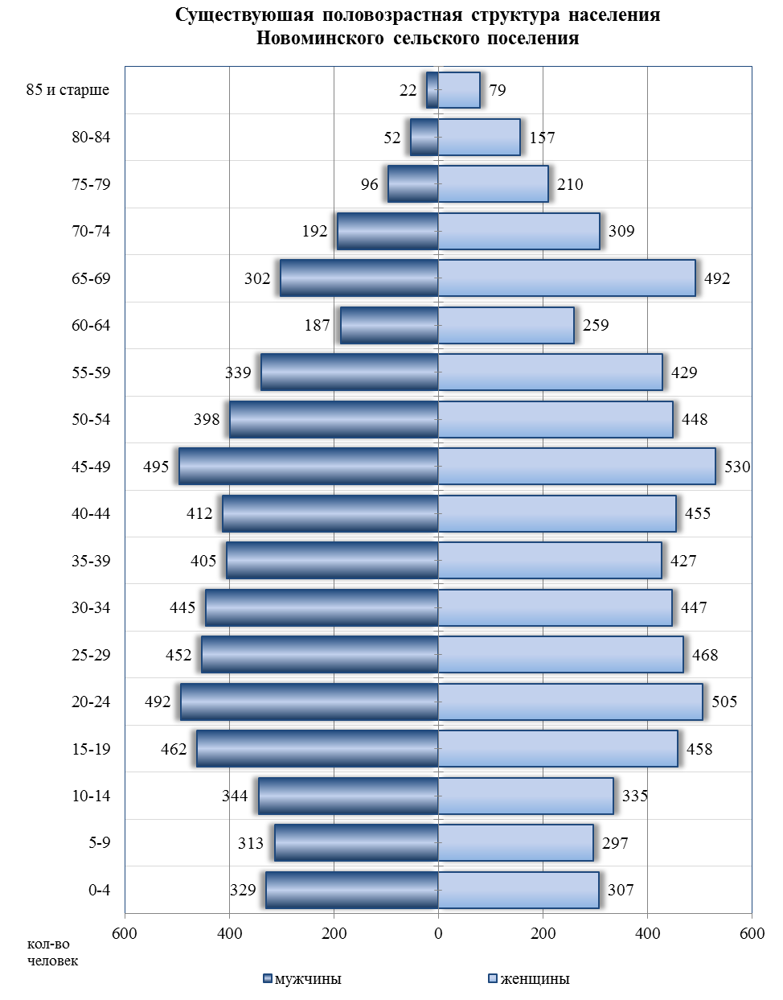 Существуюшая половозрастная структура населения
Новоминского сельского поселения
85 и старше 22 79
80-84 52 157
75-79 96 210
70-74 192 309
65-69 302 492
60-64 187 259
55-59 339 429
50-54 398 448
45-49 495 530
40-44 412 455
35-39 405 427
30-34 445 447
25-29 452 468
20-24 492 505
15-19 462 458
10-14 344 335
5-9 313 297
0-4 329 307
600 400 200 0 200 400 600
кол-во
человек
мужчины женщины